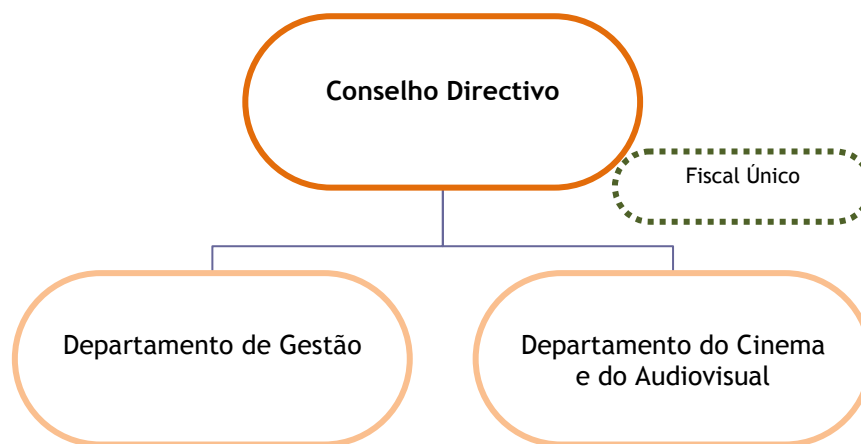 Conselho Directivo
Fiscal Único
Departamento de Gestão
Departamento do Cinema
e do Audiovisual